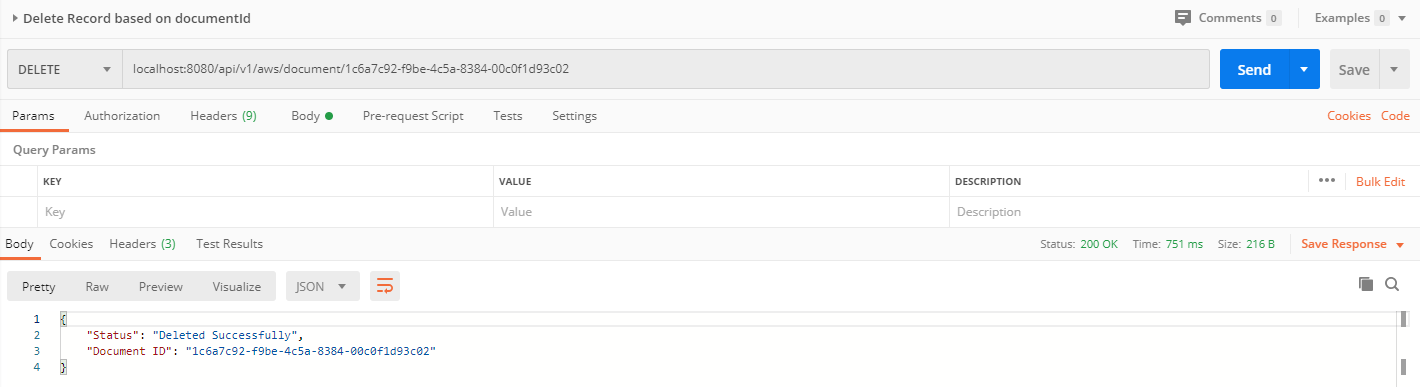 Delete Record based on documentId
Comments 0
Examples 0
DELETE
localhost:8080/api/v1/aws/document/1c6a7c92-f9be-4c5a-8384-00c0f1d93c02
Send
Save
Params Authorization Headers (9) Body Pre-request Script Tests Settings Cookies Code
Query Params
KEY VALUE DESCRIPTION ••• Bulk Edit
Key Value Description
Body Cookies Headers (3) Test Results Status: 200 OK Time: 751 ms Size: 216 B Save Response
Pretty Raw Preview Visualize JSON
1 {
2 "Status": "Deleted Successfully",
3 "Document ID": "1c6a7c92-f9be-4c5a-8384-00c0f1d93c02"
4 }